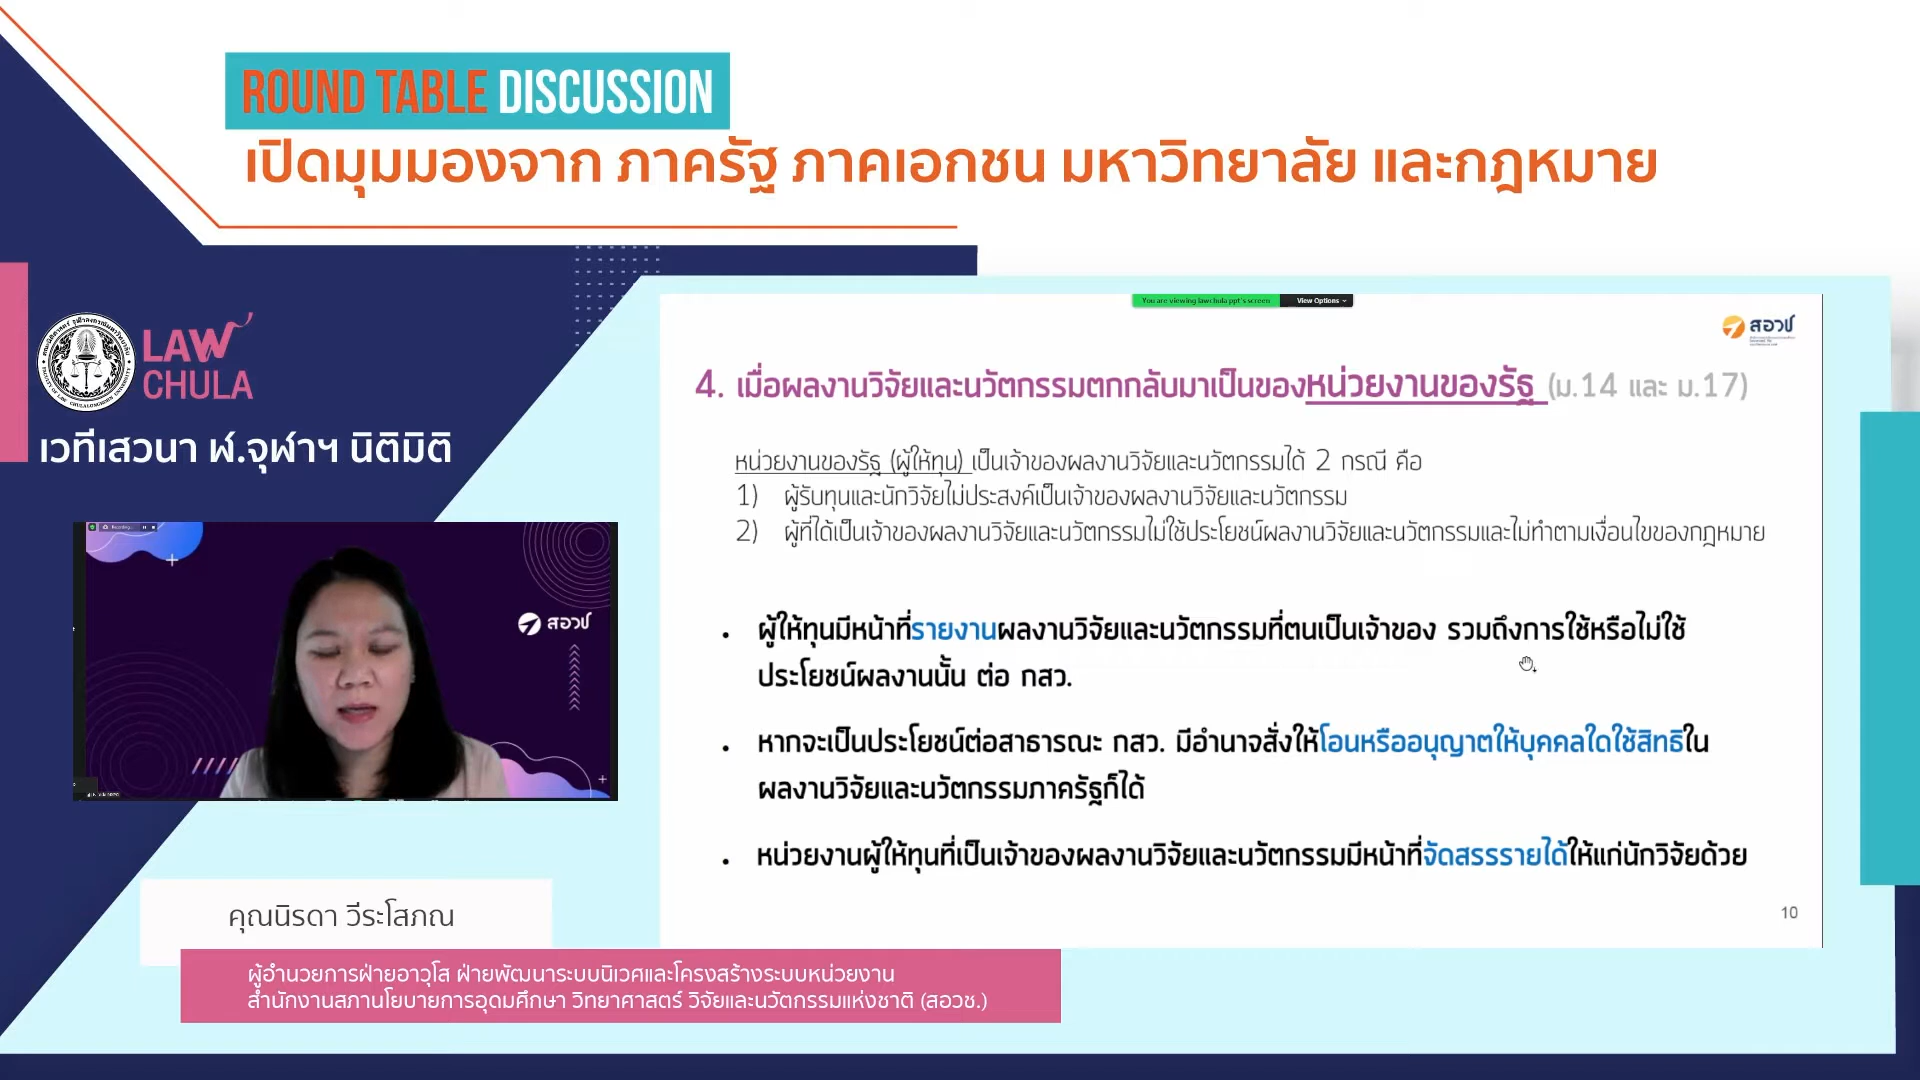 ROUND TABLE DISCUSSION
เปิดมุมมองจาก ภาครัฐ ภาคเอกชน มหาวิทยาลัย และกฎหมาย
LAW
CHULA
เวทีเสวนา ฬ.จุฬาฯ นิติมิติ
You are viewing lawchula ppt's screen
View Options
สอวช
4. เมื่อผลงานวิจัยและนวัตกรรมตกกลับมาเป็นของหน่วยงานของรัฐ (ม.14 และ ม.17)
หน่วยงานของรัฐ (ผู้ให้ทุน) เป็นเจ้าของผลงานวิจัยและนวัตกรรมได้ 2 กรณี คือ
1) ผู้รับทุนและนักวิจัยไม่ประสงค์เป็นเจ้าของผลงานวิจัยและนวัตกรรม
2) ผู้ที่ได้เป็นเจ้าของผลงานวิจัยและนวัตกรรมไม่ใช้ประโยชน์ผลงานวิจัยและนวัตกรรมและไม่ทำตามเงื่อนไขของกฎหมาย
• ผู้ให้ทุนมีหน้าที่รายงานผลงานวิจัยและนวัตกรรมที่ตนเป็นเจ้าของ รวมถึงการใช้หรือไม่ใช้
ประโยชน์ผลงานนั้น ต่อ กสว.
• หากจะเป็นประโยชน์ต่อสาธารณะ กสว. มีอำนาจสั่งให้โอนหรืออนุญาตให้บุคคลใดใช้สิทธิใน
ผลงานวิจัยและนวัตกรรมภาครัฐก็ได้
• หน่วยงานผู้ให้ทุนที่เป็นเจ้าของผลงานวิจัยและนวัตกรรมมีหน้าที่จัดสรรรายได้ให้แก่นักวิจัยด้วย
10
สอวช
คุณนิรดา วีระโสภณ
ผู้อำนวยการฝ่ายอาวุโส ฝ่ายพัฒนาระบบนิเวศและโครงสร้างระบบหน่วยงาน
สำนักงานสภานโยบายการอุดมศึกษา วิทยาศาสตร์ วิจัยและนวัตกรรมแห่งชาติ (สอวช.)